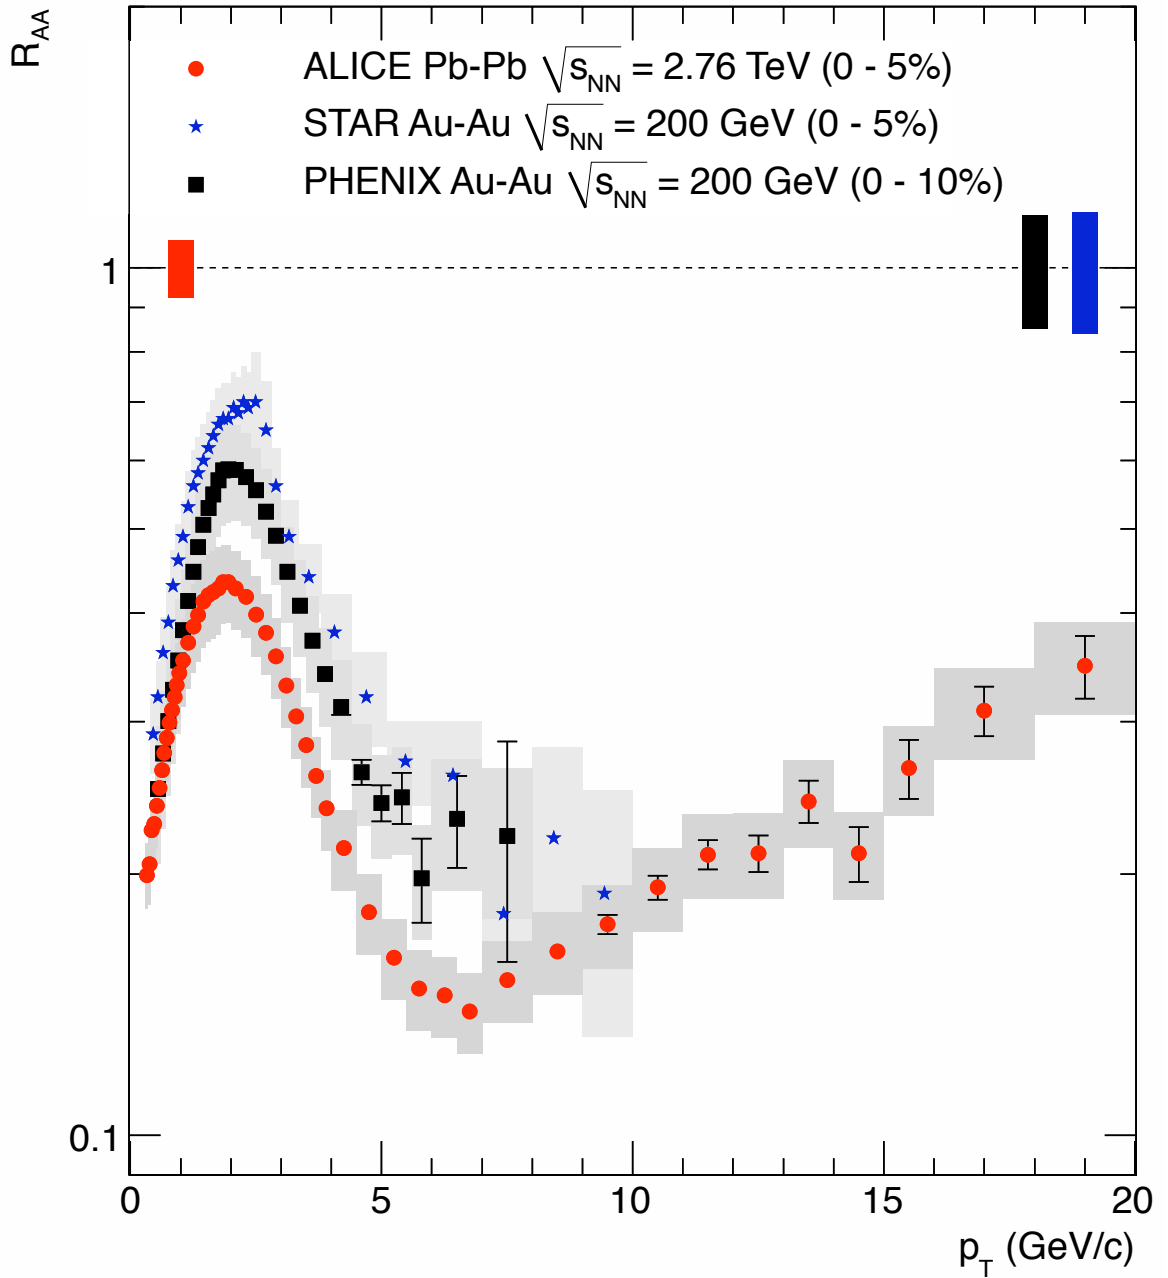 R_AA
ALICE Pb-Pb √s_NN = 2.76 TeV (0 - 5%)
STAR Au-Au √s_NN = 200 GeV (0 - 5%)
PHENIX Au-Au √s_NN = 200 GeV (0 - 10%)
1
0.1
0 5 10 15 20
p_T (GeV/c)